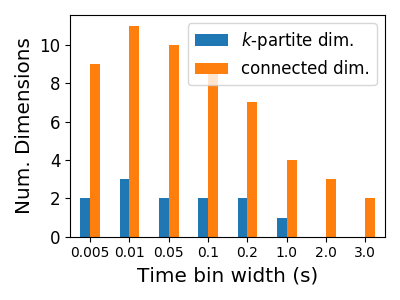 k-partite dim.
connected dim.
Num. Dimensions
10
8
6
4
2
0
0.005 0.01 0.05 0.1 0.2 1.0 2.0 3.0
Time bin width (s)